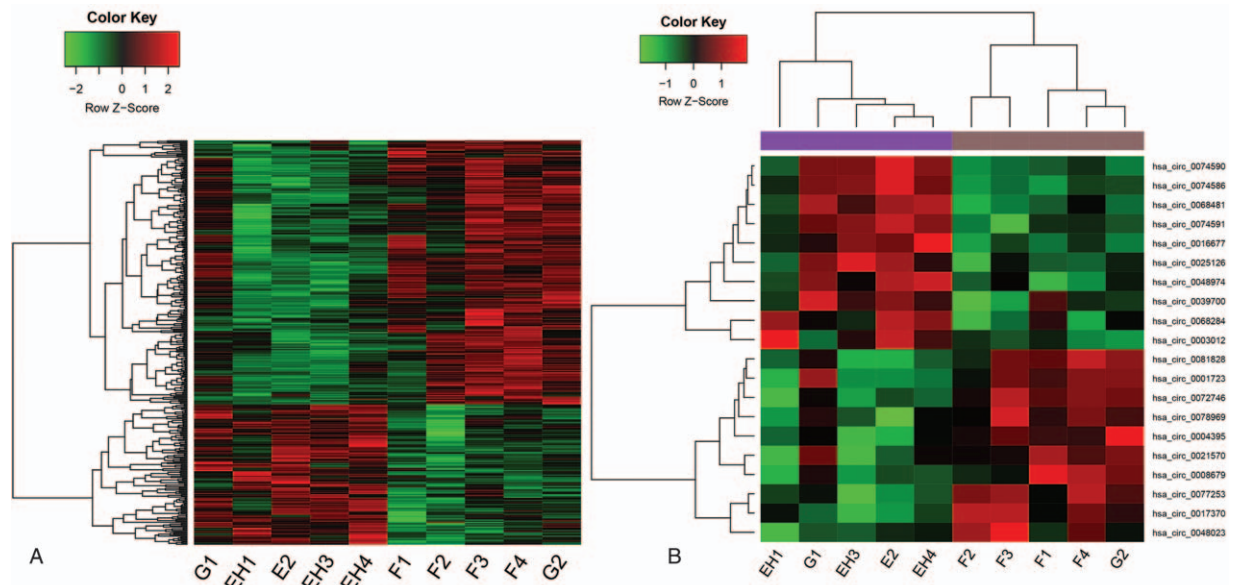 Color Key
-2 0 1 2
Row Z-Score
A
G1 EH1 E2 EH3 EH4 F1 F2 F3 F4 G2
Color Key
-1 0 1
Row Z-Score
hsa_circ_0074590
hsa_circ_0074586
hsa_circ_0068481
hsa_circ_0074591
hsa_circ_0016677
hsa_circ_0025126
hsa_circ_0048974
hsa_circ_0039700
hsa_circ_0068284
hsa_circ_0003012
hsa_circ_0081828
hsa_circ_0001723
hsa_circ_0072746
hsa_circ_0078969
hsa_circ_0004395
hsa_circ_0021570
hsa_circ_0008679
hsa_circ_0077253
hsa_circ_0017370
hsa_circ_0048023
B
EH1 G1 EH3 E2 EH4 F2 F3 F1 F4 G2